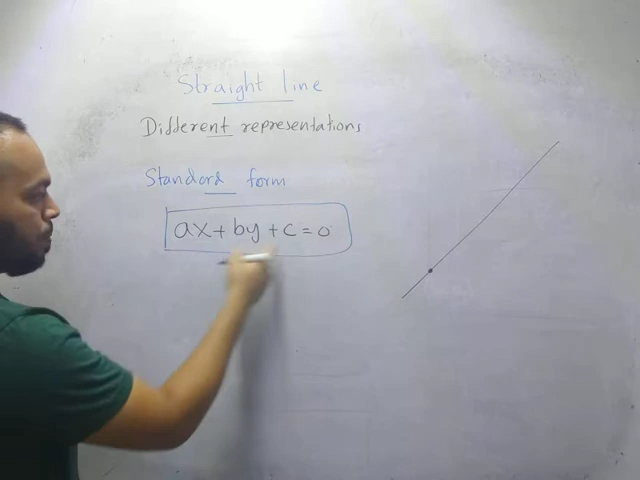 Straight line
Different representations
Standard form
ax+by+c=0